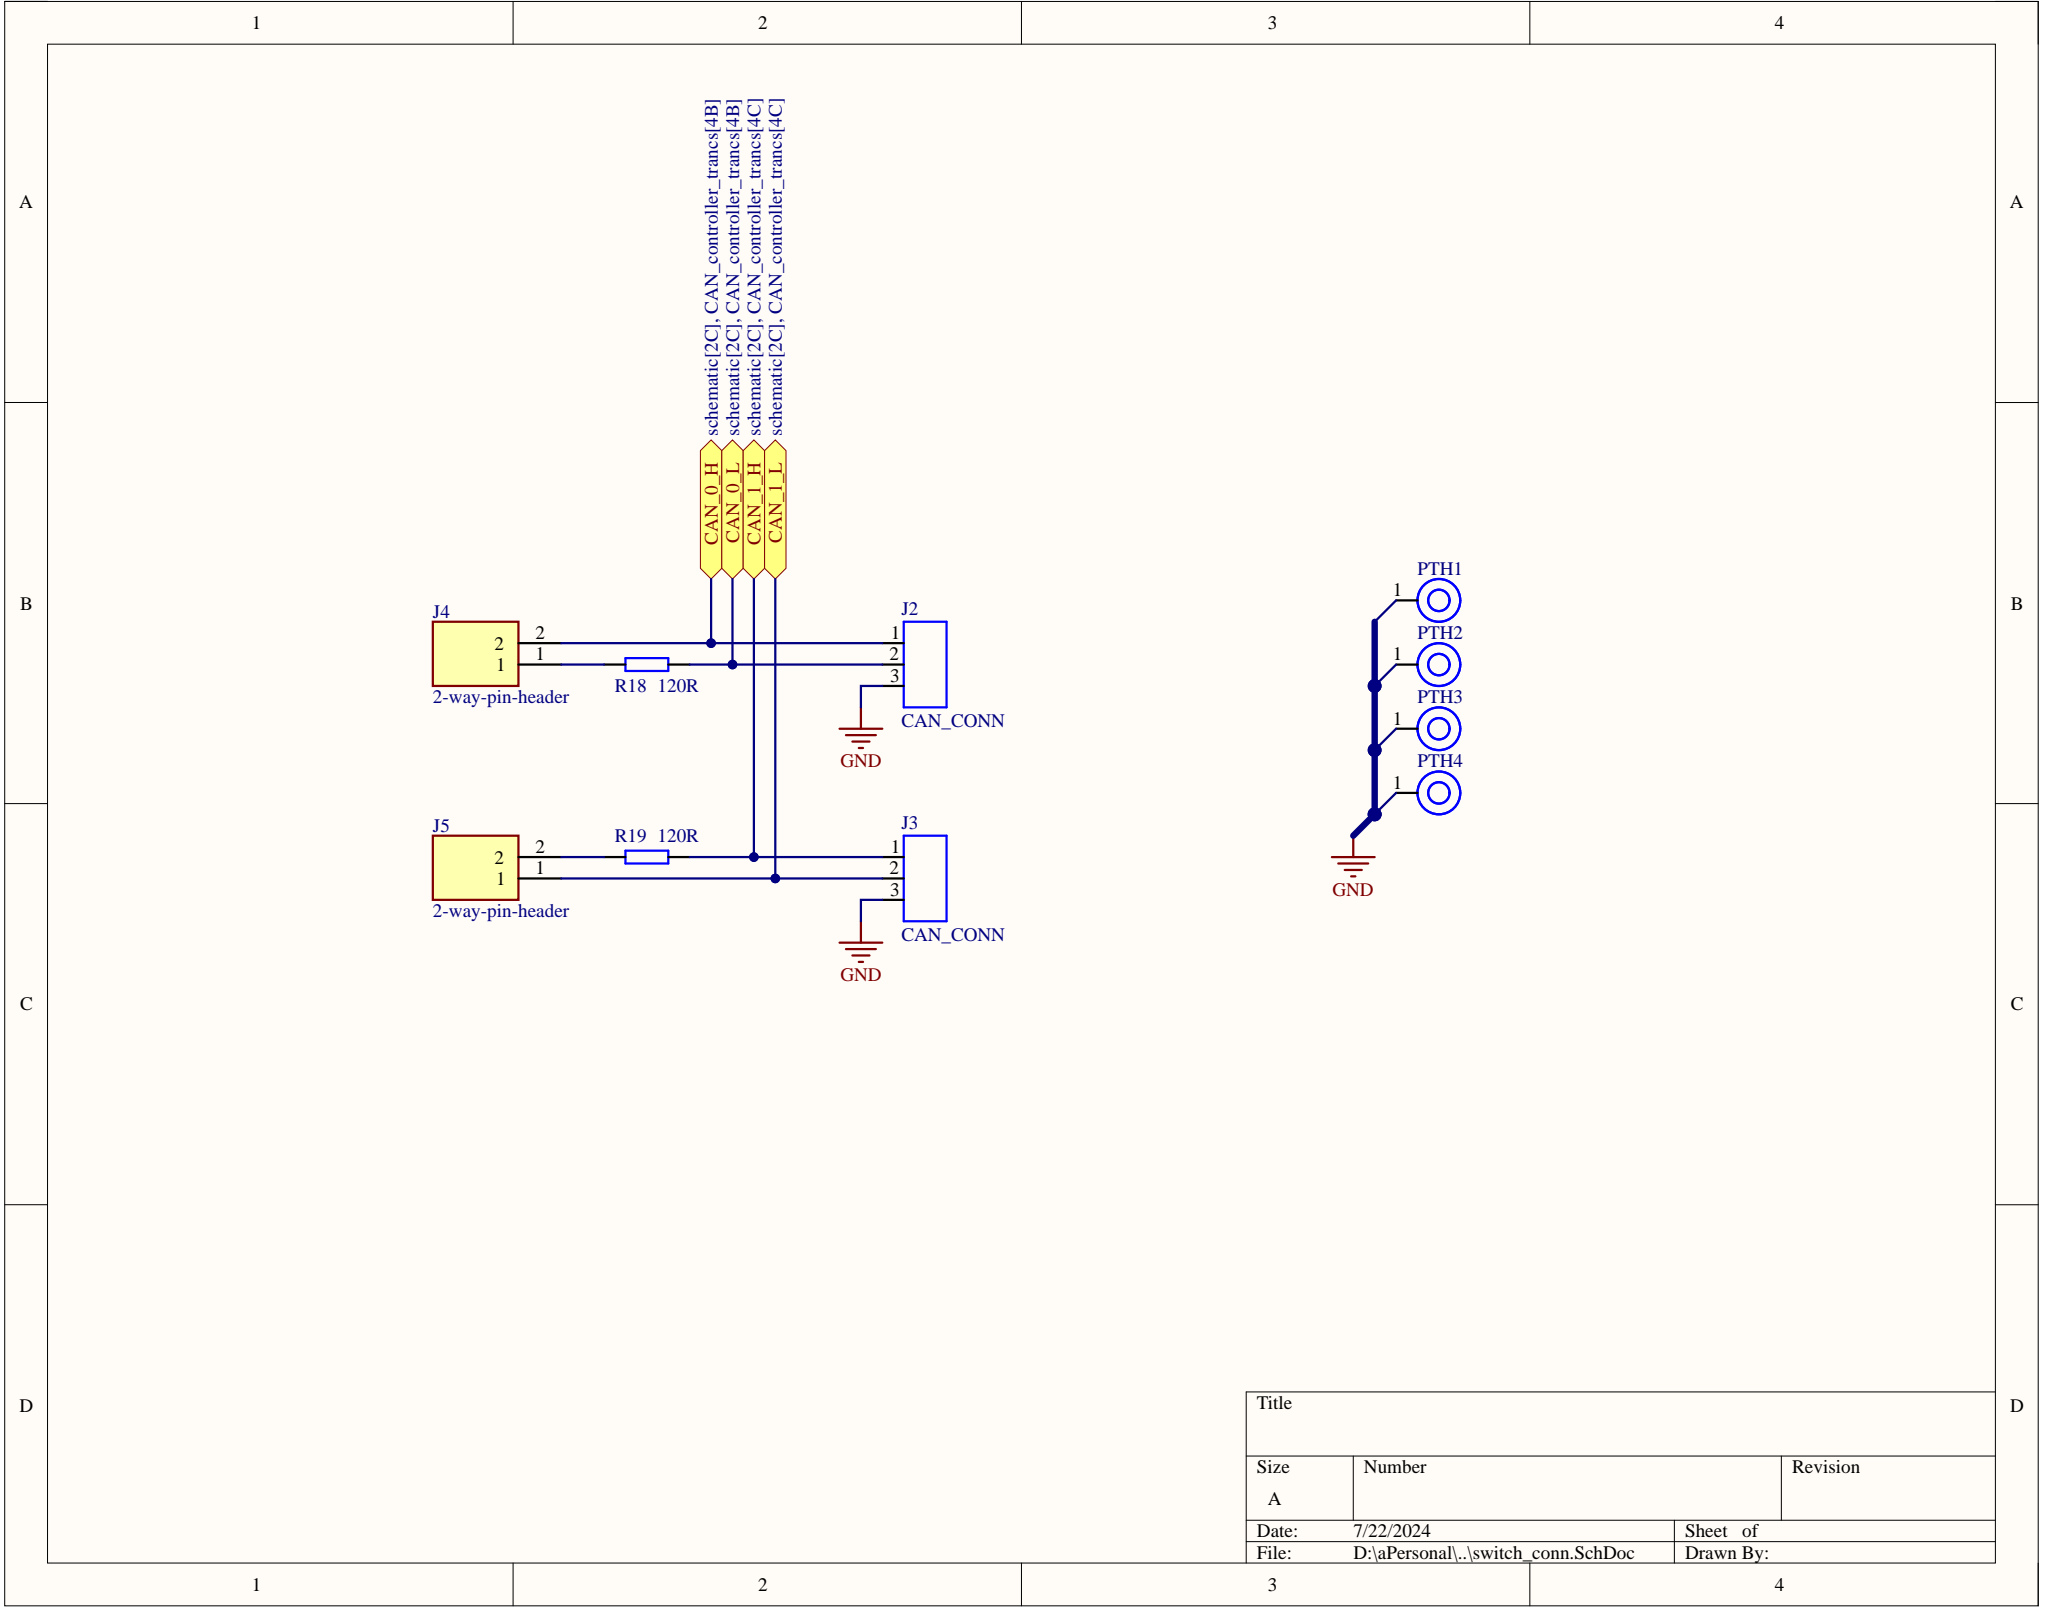 1 2 3 4
A A
schematic[2C], CAN_controller_trancs[4B]
schematic[2C], CAN_controller_trancs[4B]
schematic[2C], CAN_controller_trancs[4C]
schematic[2C], CAN_controller_trancs[4C]
CAN_0_H
CAN_0_L
CAN_1_H
CAN_1_L
B B
J4
2 2
1 1
2-way-pin-header
R18 120R
J2
1
2
3
CAN_CONN
GND
J5
2 2
1 1
2-way-pin-header
R19 120R
J3
1
2
3
CAN_CONN
GND
PTH1
1
PTH2
1
PTH3
1
PTH4
1
GND
C C
D D
Title
Size Number Revision
A
Date: 7/22/2024 Sheet of
File: D:\aPersonal\..\switch_conn.SchDoc Drawn By:
1 2 3 4